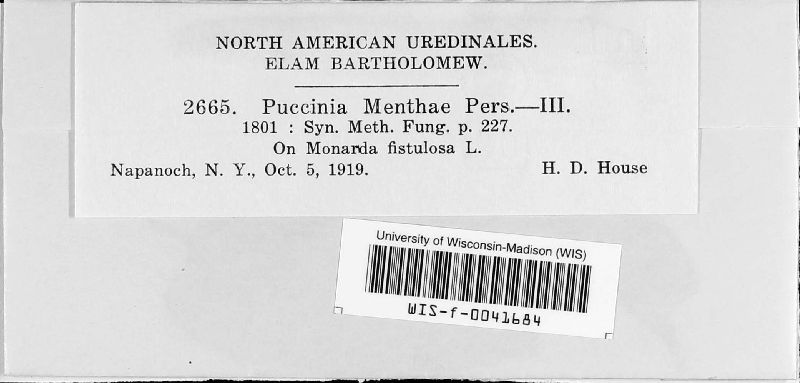 NORTH AMERICAN UREDINALES.
ELAM BARTHOLOMEW.
2665. Puccinia Menthae Pers.—III.
1801 : Syn. Meth. Fung. p. 227.
On Monarda fistulosa L.
Napanoch, N. Y., Oct. 5, 1919. H. D. House
University of Wisconsin-Madison (WIS)
WIS-f-0041684